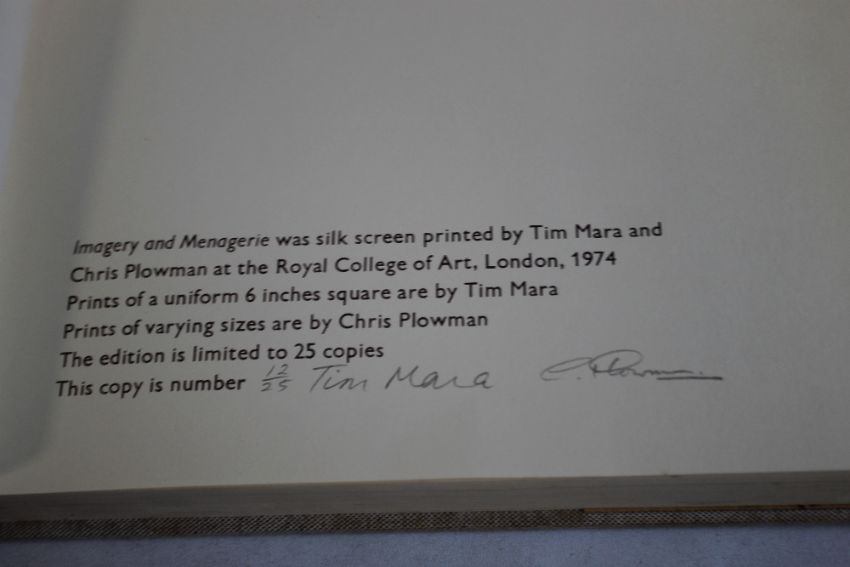 Imagery and Menagerie was silk screen printed by Tim Mara and
Chris Plowman at the Royal College of Art, London, 1974
Prints of a uniform 6 inches square are by Tim Mara
Prints of varying sizes are by Chris Plowman
The edition is limited to 25 copies
This copy is number 12/25 Tim Mara C. Plowman.